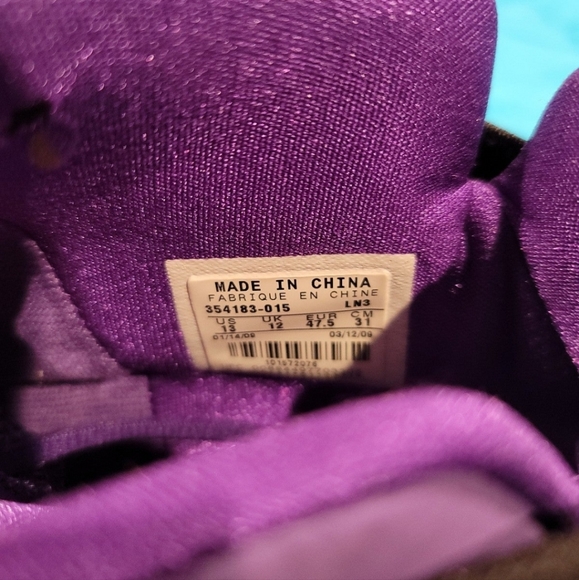 MADE IN CHINA
FABRIQUE EN CHINE
354183-015 LN3
US UK EUR CM
13 12 47.5 31
01/14/09 03/12/09
101572076